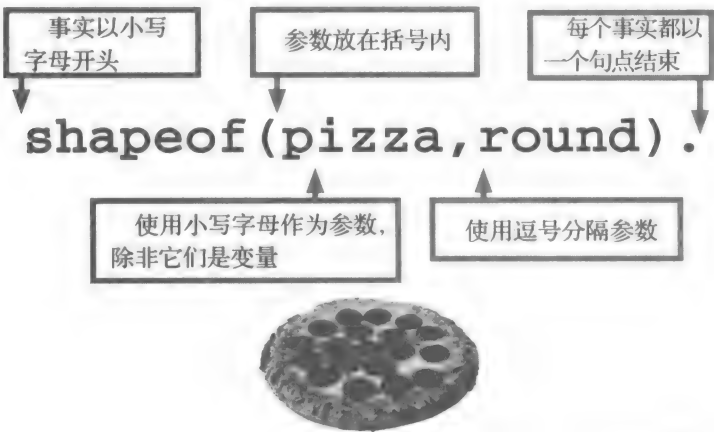 事实以小写
字母开头
参数放在括号内
每个事实都以
一个句点结束
shapeof(pizza,round).
使用小写字母作为参数,
除非它们是变量
使用逗号分隔参数